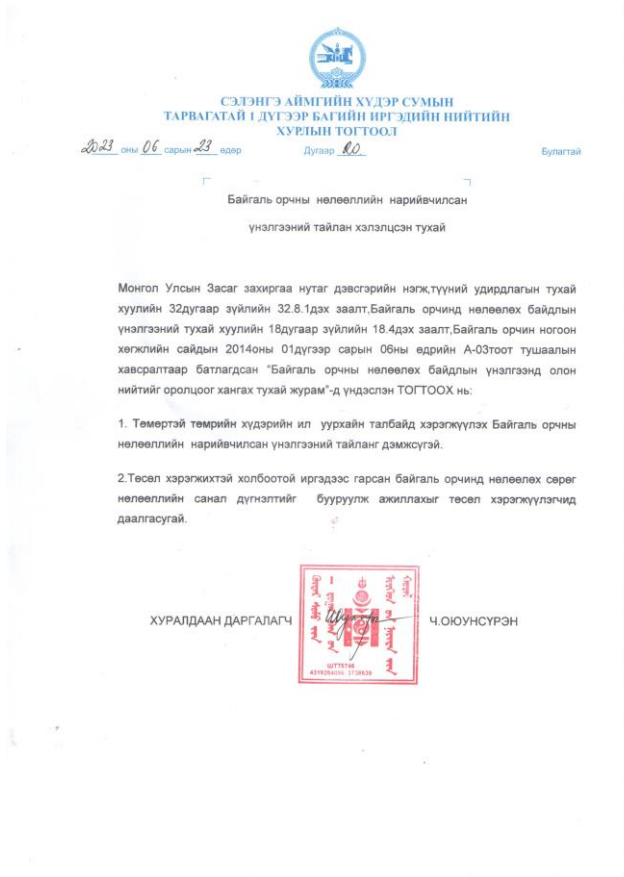 СЭЛЭНГЭ АЙМГИЙН ХҮДЭР СУМЫН
ТАРВАГАТАЙ 1 ДҮГЭЭР БАГИЙН ИРГЭДИЙН НИЙТИЙН
ХУРЛЫН ТОГТООЛ
2023 оны 06 сарын 23 өдөр Дугаар Булагтай
Байгаль орчны нөлөөллийн нарийвчилсан
үнэлгээний тайлан хэлэлцсэн тухай
Монгол Улсын Засаг захиргаа нутаг дэвсгэрийн нэгж,түүний удирдлагын тухай
хуулийн 32дугаар зүйлийн 32.8.1дэх заалт,Байгаль орчинд нөлөөлөх байдлын
үнэлгээний тухай хуулийн 18дугаар зүйлийн 18.4дэх заалт,Байгаль орчин ногоон
хөгжлийн сайдын 2014оны 01дүгээр сарын 06ны өдрийн А-03тоот тушаалын
хавсралтаар батлагдсан "Байгаль орчны нөлөөлөх байдлын үнэлгээнд олон
нийтийг оролцоог хангах тухай журам"-д үндэслэн ТОГТООХ нь:
1. Төмөртэй төмрийн хүдэрийн ил уурхайн талбайд хэрэгжүүлэх Байгаль орчны
нөлөөллийн нарийвчилсан үнэлгээний тайланг дэмжсүгэй.
2.Төсөл хэрэгжихтэй холбоотой иргэдээс гарсан байгаль орчинд нөлөөлөх сөрөг
нөлөөллийн санал дүгнэлтийг бууруулж ажиллахыг төсөл хэрэгжүүлэгчид
даалгасугай.
ХУРАЛДААН ДАРГАЛАГЧ Ч.ОЮУНСҮРЭН